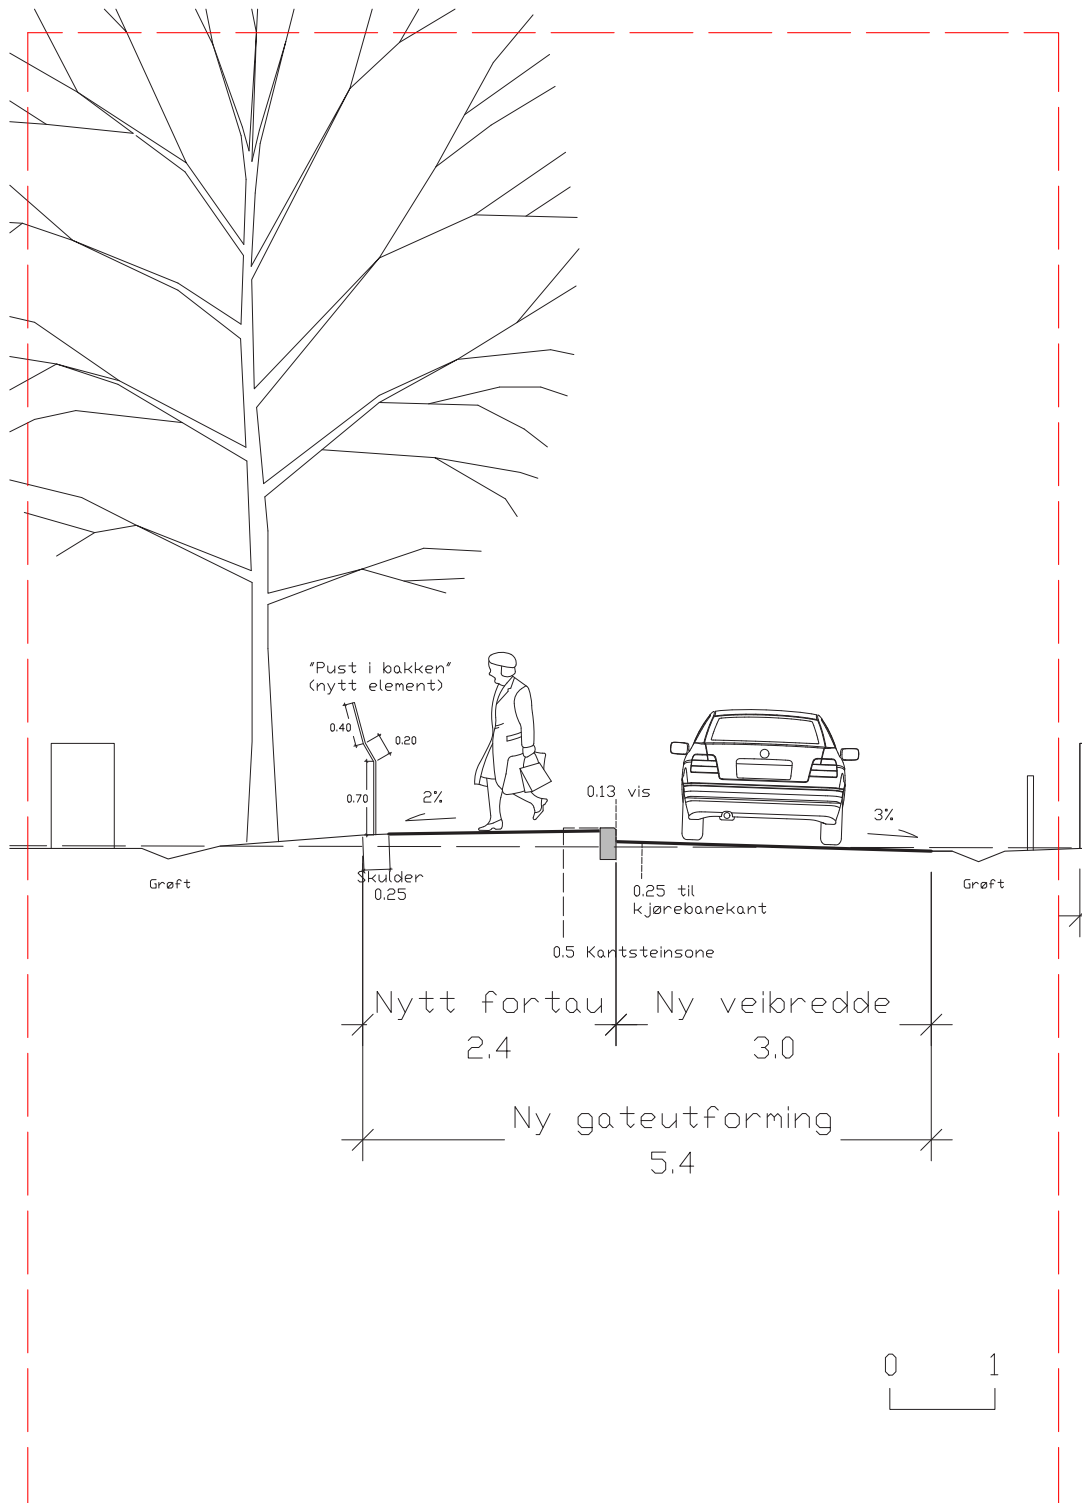 "Pust i bakken"
(nytt element)
0.40
0.20
0.70
2%
0.13 vis
3%
Grøft
Skulder
0.25
0.25 til
kjørebanekant
Grøft
0.5 Kantsteinsone
Nytt fortau
2.4
Ny veibredde
3.0
Ny gateutforming
5.4
0 1